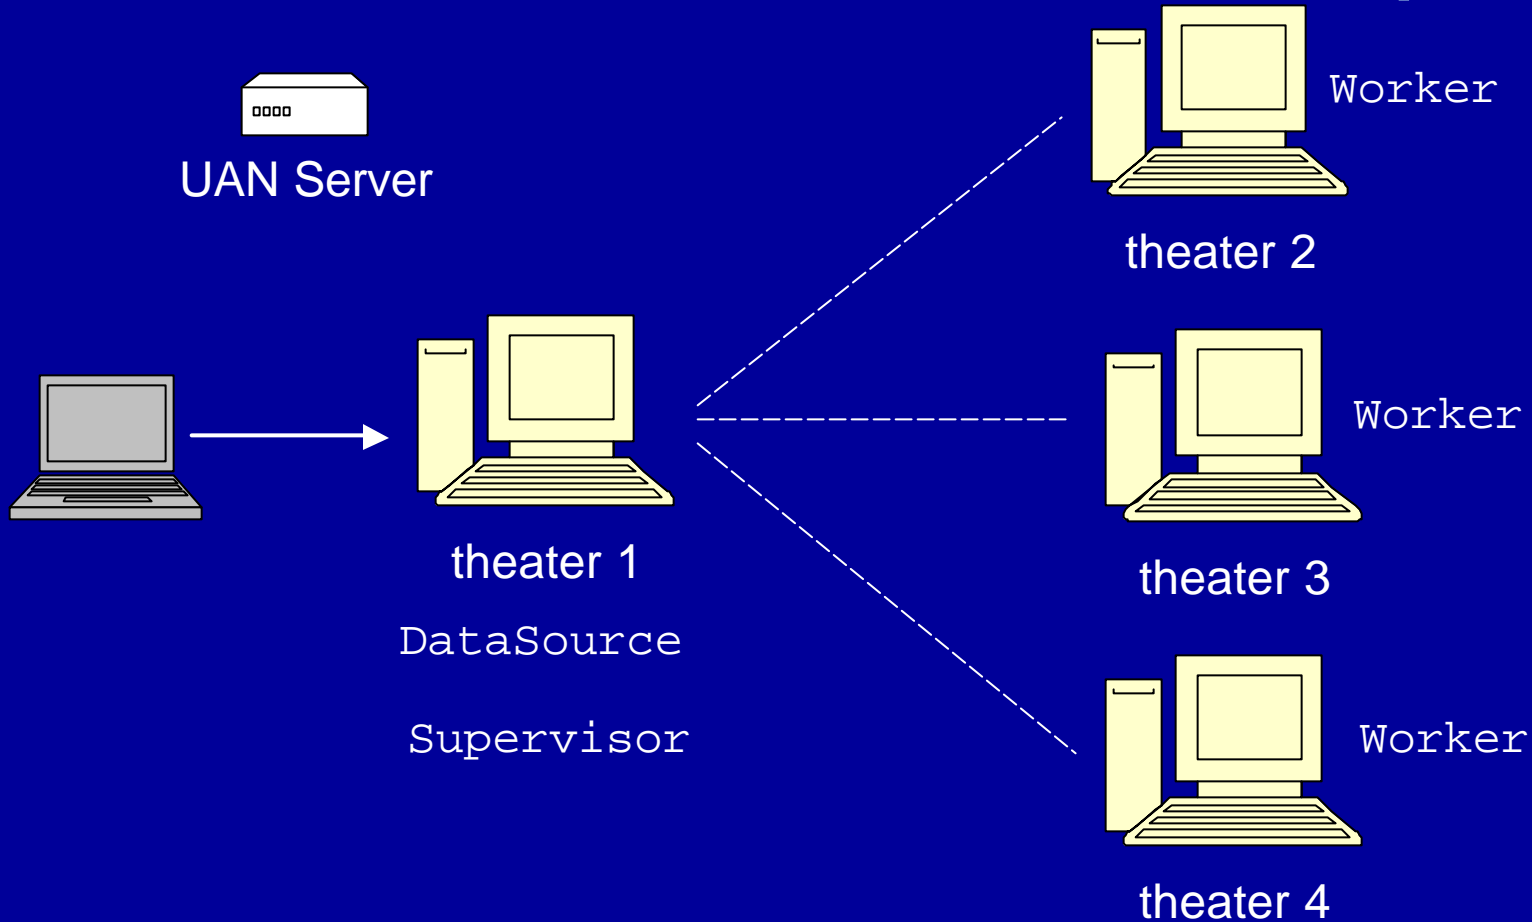 UAN Server
Worker
theater 2
theater 1
DataSource
Supervisor
Worker
theater 3
Worker
theater 4